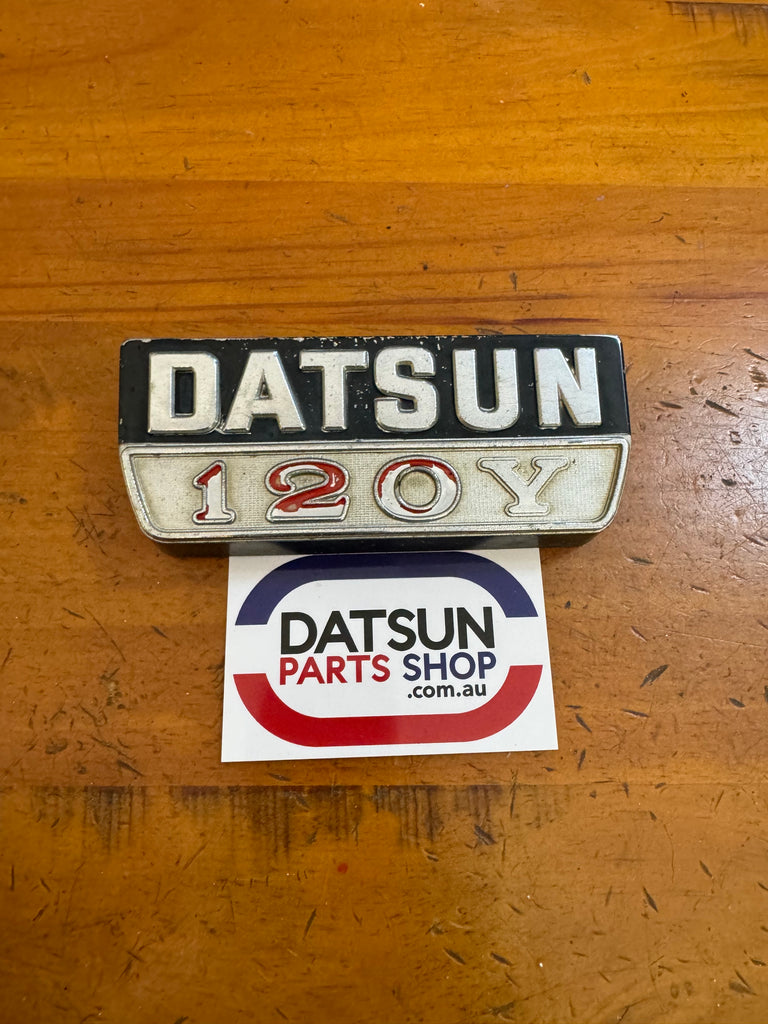 DATSUN
120Y
DATSUN
PARTS SHOP
.com.au